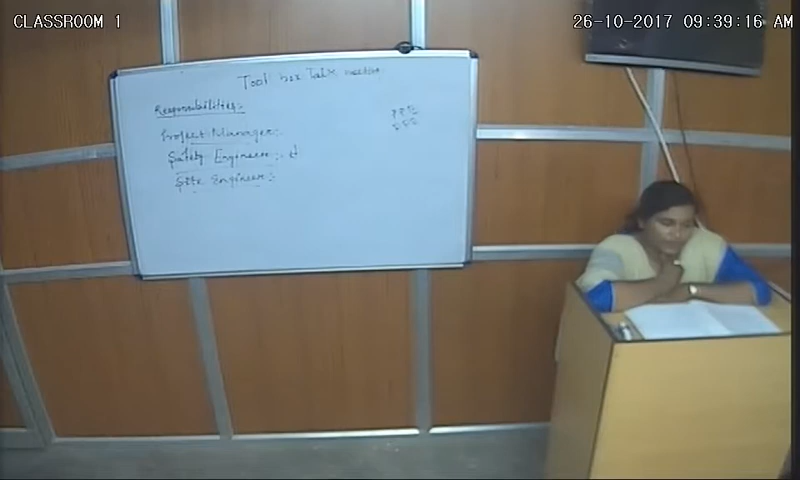 CLASSROOM 1
26-10-2017 09:39:16 AM
Tool box Talk meeting
Responsibilities:-
Project Manager:-
Safety Engineer:-
Site Engineer:-